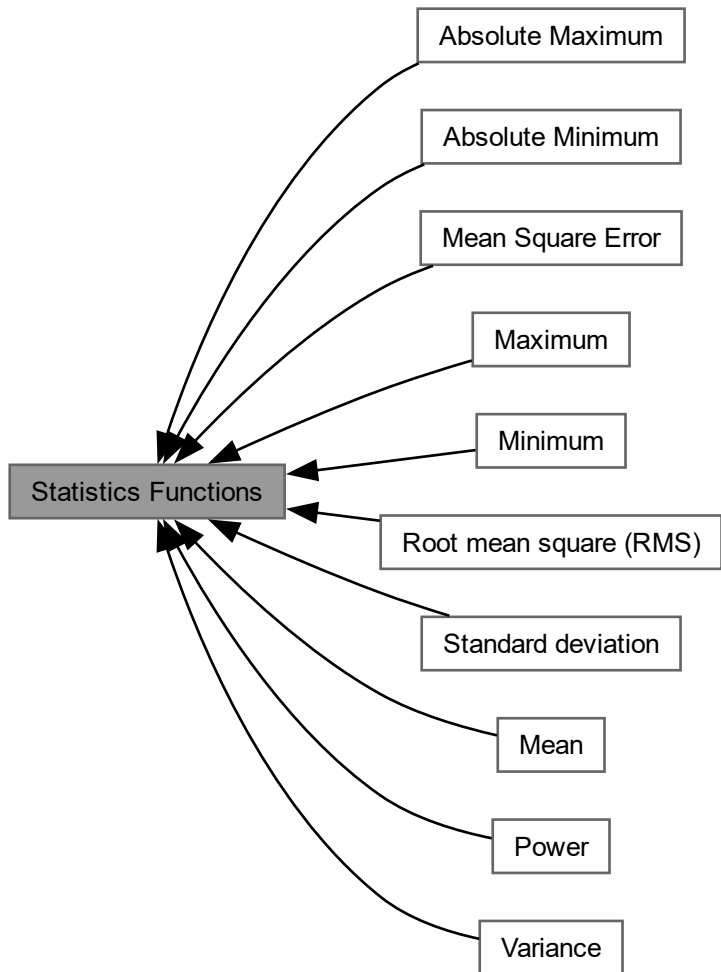 Absolute Maximum
Absolute Minimum
Mean Square Error
Maximum
Minimum
Statistics Functions
Root mean square (RMS)
Standard deviation
Mean
Power
Variance